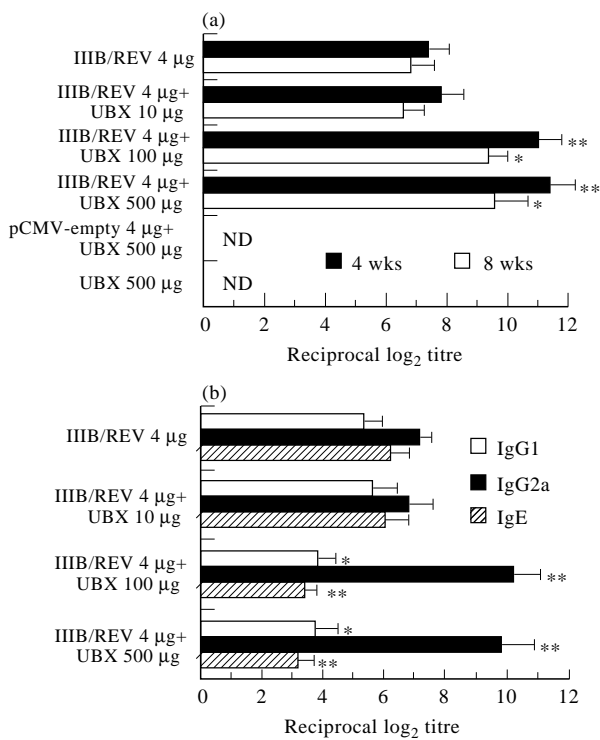 (a)
IIIB/REV 4 μg
IIIB/REV 4 μg+
UBX 10 μg
IIIB/REV 4 μg+
UBX 100 μg
**
*
IIIB/REV 4 μg+
UBX 500 μg
**
*
pCMV-empty 4 μg+
UBX 500 μg
ND
4 wks
8 wks
UBX 500 μg
ND
0 2 4 6 8 10 12
Reciprocal log₂ titre
(b)
IIIB/REV 4 μg
IgG1
IgG2a
IgE
IIIB/REV 4 μg+
UBX 10 μg
IIIB/REV 4 μg+
UBX 100 μg
*
**
**
IIIB/REV 4 μg+
UBX 500 μg
*
**
**
0 2 4 6 8 10 12
Reciprocal log₂ titre